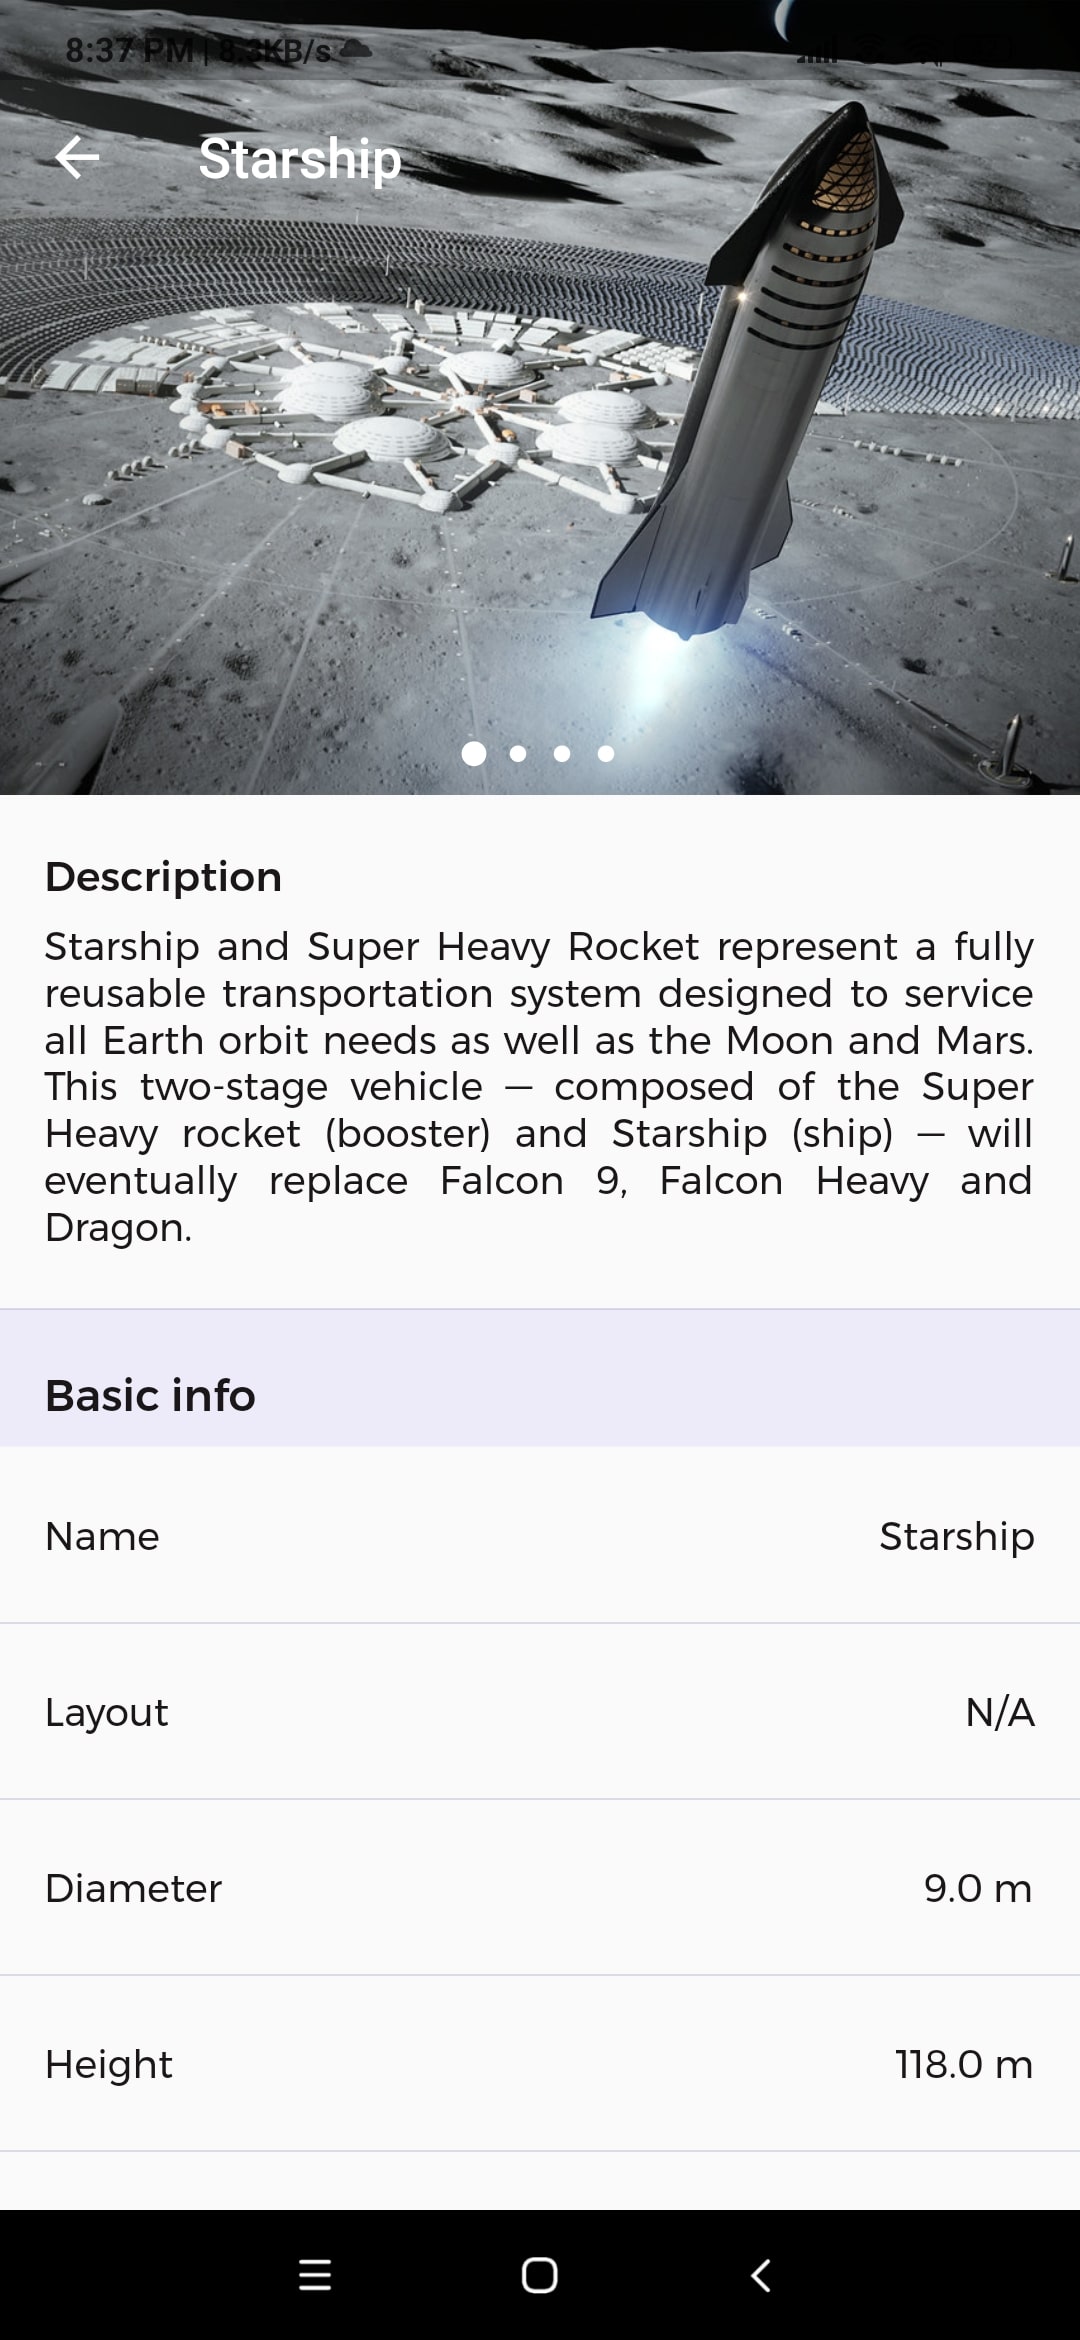 8:37 PM | 8.3KB/s
Starship
Description
Starship and Super Heavy Rocket represent a fully
reusable transportation system designed to service
all Earth orbit needs as well as the Moon and Mars.
This two-stage vehicle — composed of the Super
Heavy rocket (booster) and Starship (ship) — will
eventually replace Falcon 9, Falcon Heavy and
Dragon.
Basic info
Name
Starship
Layout
N/A
Diameter
9.0 m
Height
118.0 m